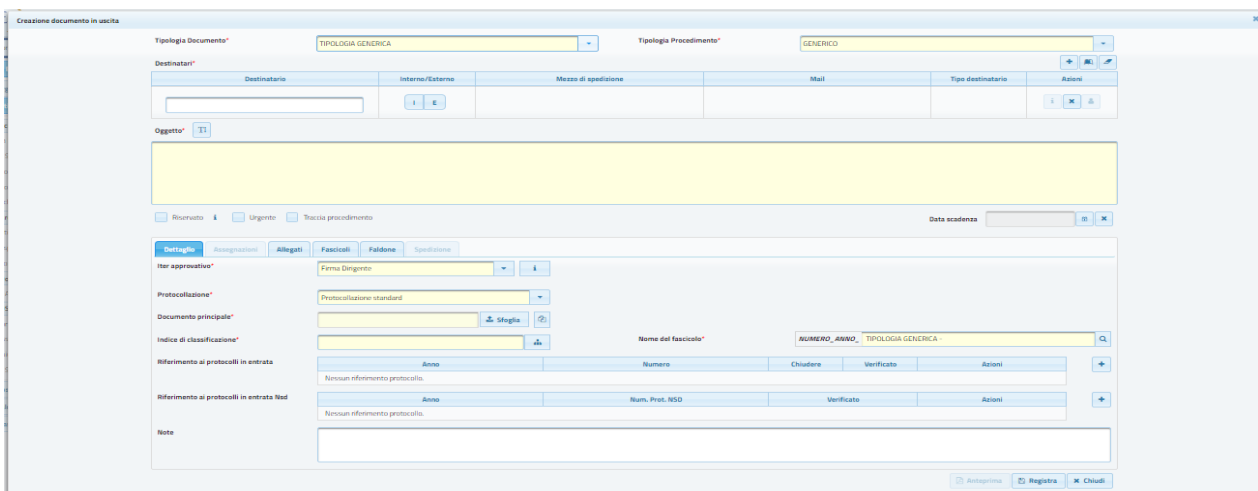 Creazione documento in uscita
Tipologia Documento* TIPOLOGIA GENERICA Tipologia Procedimento* GENERICO
Destinatari*
Destinatario Interno/Esterno Mezzo di spedizione Mail Tipo destinatario Azioni
I E
Oggetto*
Riservato Urgente Traccia procedimento Data scadenza
Dettaglio Assegnazioni Allegati Fascicoli Faldone Spedizione
Iter approvativo* Firma Dirigente
Protocollazione* Protocollazione standard
Documento principale* Sfoglia
Indice di classificazione* Nome del fascicolo* NUMERO_ANNO_ TIPOLOGIA GENERICA -
Riferimento ai protocolli in entrata Anno Numero Chiudere Verificato Azioni
Nessun riferimento protocollo.
Riferimento ai protocolli in entrata Nsd Anno Num. Prot. NSD Verificato Azioni
Nessun riferimento protocollo.
Note
Anteprima Registra Chiudi